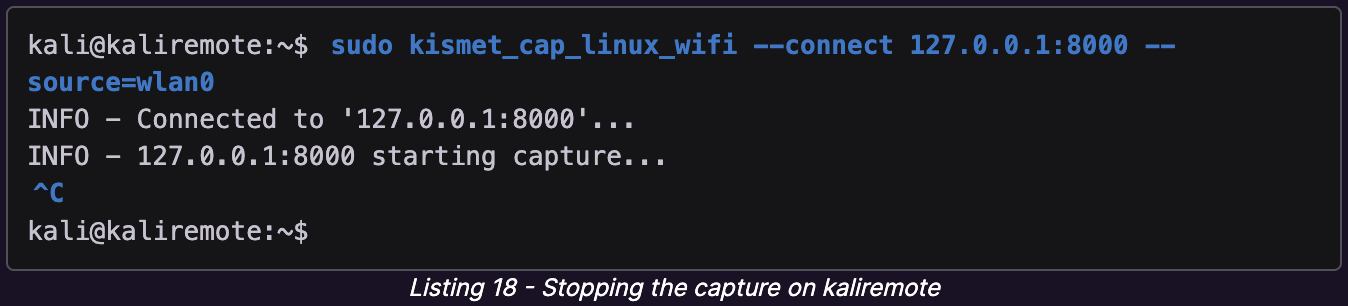 kali@kaliremote:~$ sudo kismet_cap_linux_wifi --connect 127.0.0.1:8000 --
source=wlan0
INFO - Connected to '127.0.0.1:8000'...
INFO - 127.0.0.1:8000 starting capture...
^C
kali@kaliremote:~$
Listing 18 - Stopping the capture on kaliremote